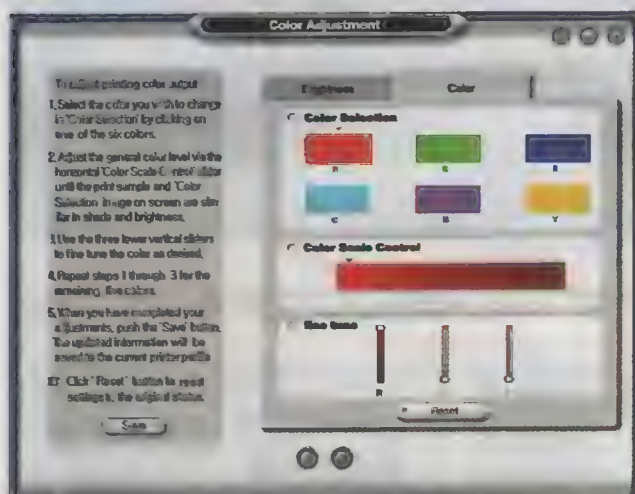 Color Adjustment
To adjust printing color output
1. Select the color you wish to change
in 'Color Selection' by clicking on
one of the six colors.
2. Adjust the general color level via the
horizontal 'Color Scale Control' slider
until the print sample and 'Color
Selection' image on screen are simi
lar in shade and brightness.
3. Use the three lower vertical sliders
to fine tune the color as desired.
4. Repeat steps 1 through 3 for the
remaining five colors.
5. When you have completed your
adjustments, push the 'Save' button.
The updated information will be
saved to the current printer profile
Click "Reset" button to reset
settings to the original status.
Save
Brightness Color
Color Selection
R
C Y
Color Scale Control
fine tune
R
Reset